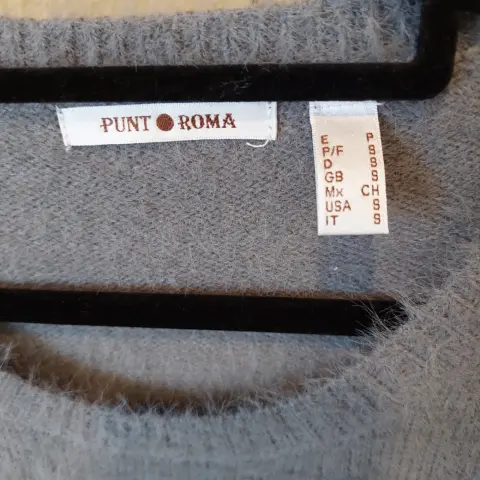 PUNT ROMA
E P
P/F S
D S
GB S
Mx CH
USA S
IT S